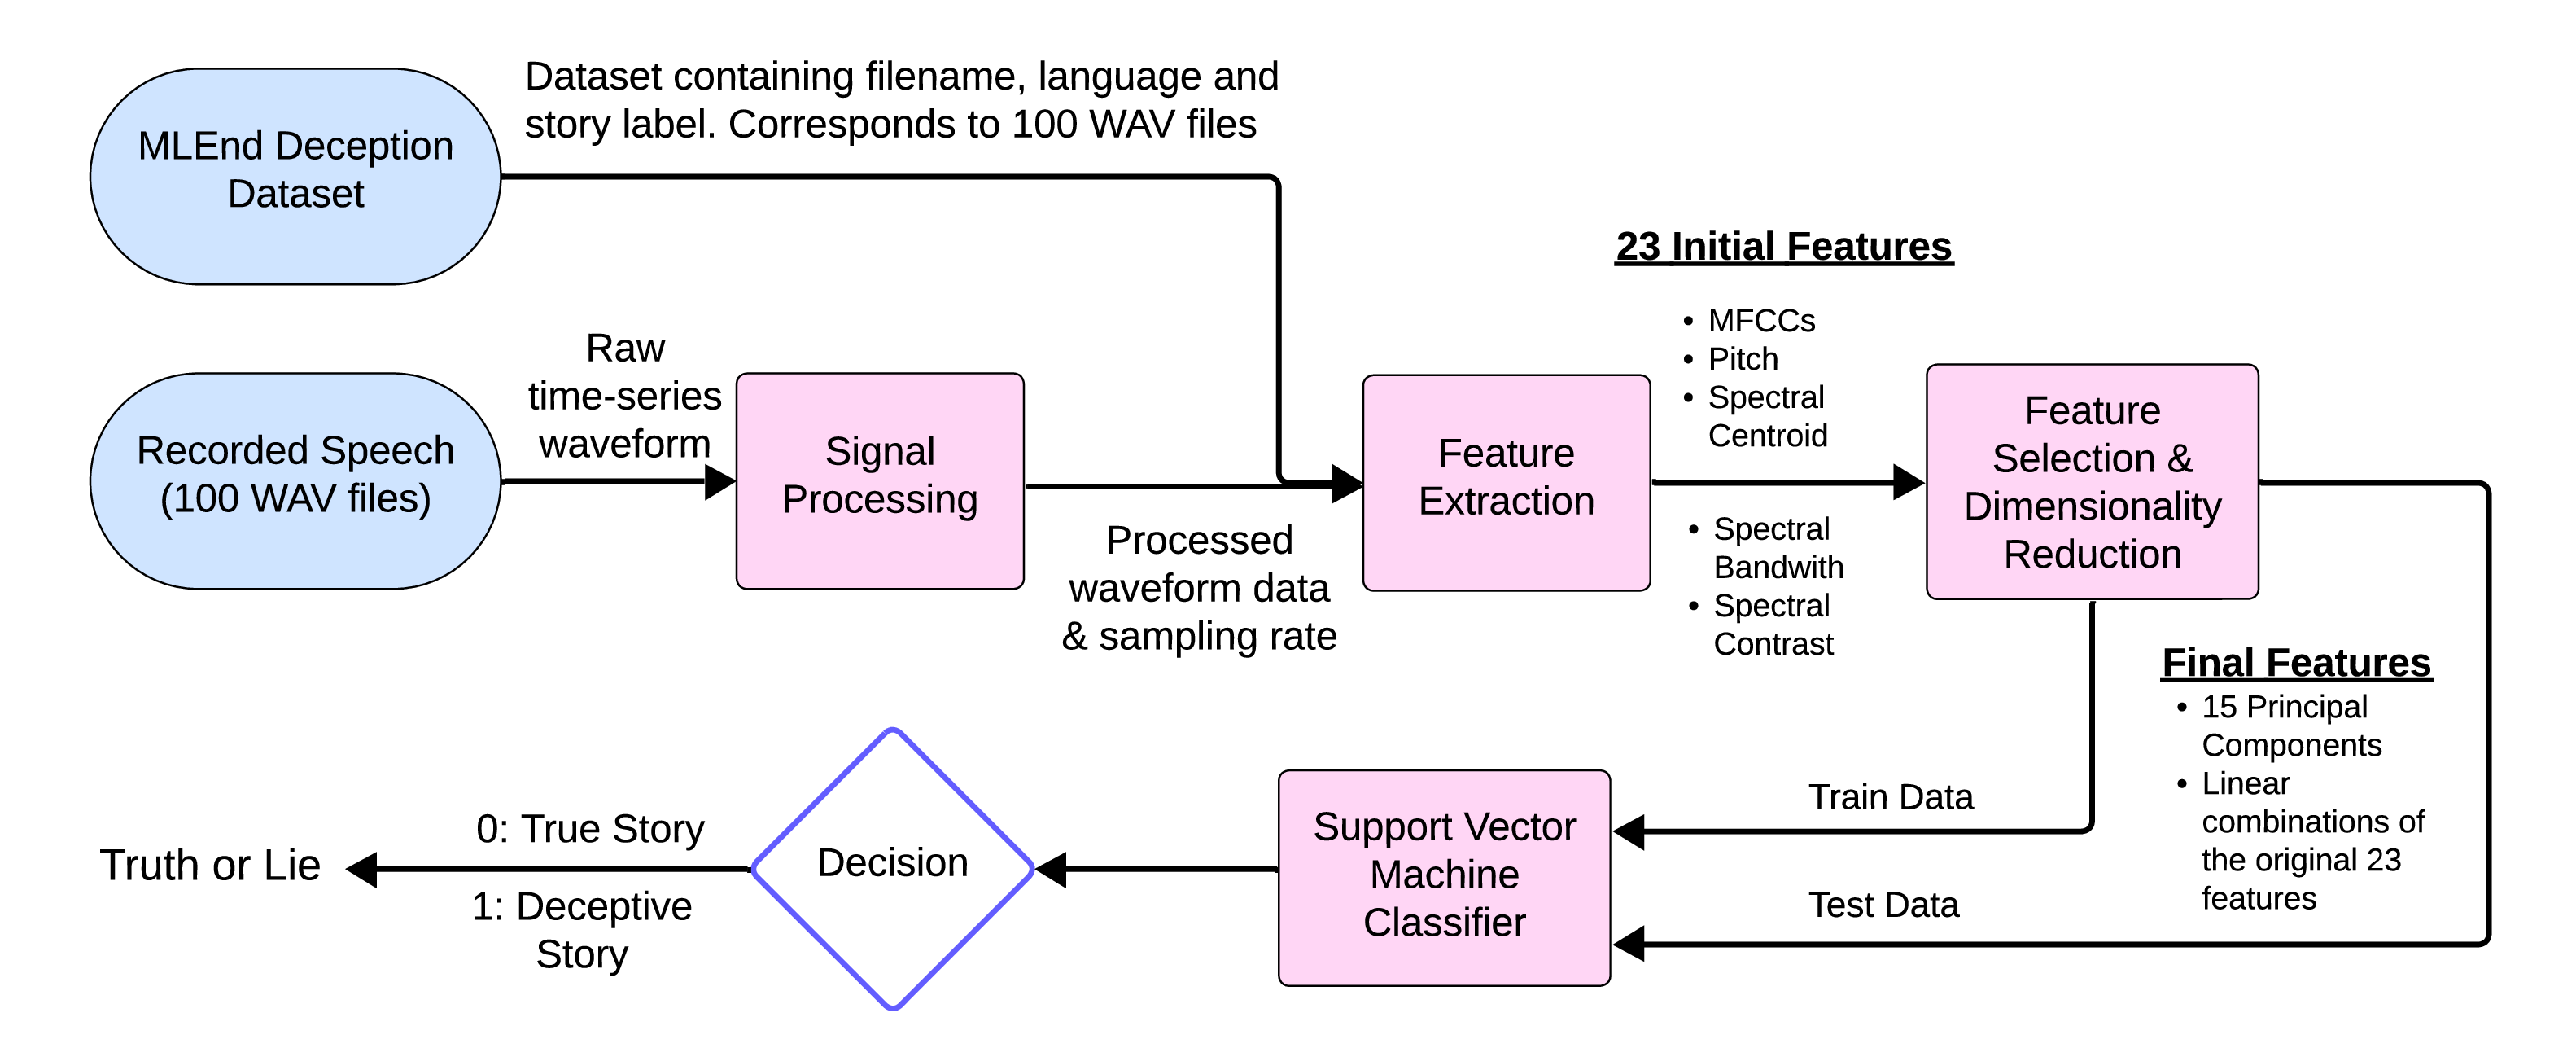 Dataset containing filename, language and
story label. Corresponds to 100 WAV files
MLEnd Deception
Dataset
23 Initial Features
• MFCCs
• Pitch
• Spectral
Centroid
Raw
time-series
waveform
Recorded Speech
(100 WAV files)
Signal
Processing
Feature
Extraction
Feature
Selection &
Dimensionality
Reduction
Processed
waveform data
& sampling rate
• Spectral
Bandwith
• Spectral
Contrast
Final Features
• 15 Principal
Components
• Linear
combinations of
the original 23
features
Train Data
Test Data
Support Vector
Machine
Classifier
Decision
0: True Story
1: Deceptive
Story
Truth or Lie